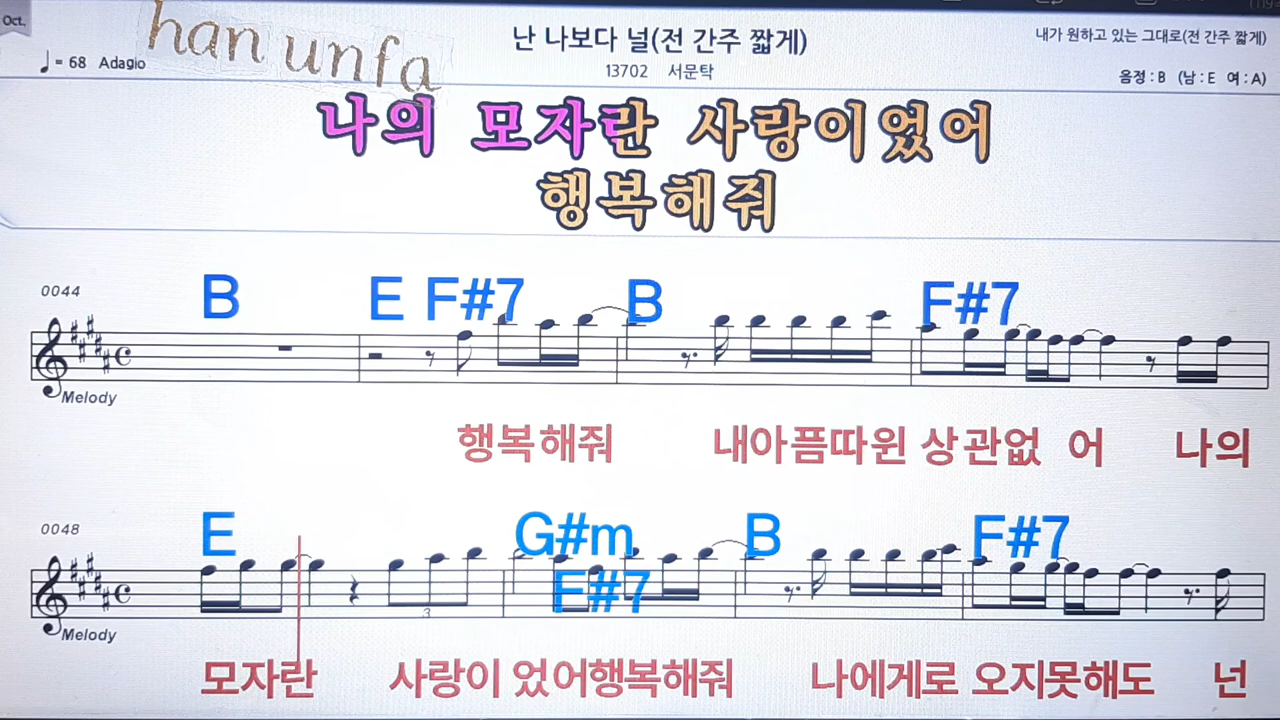 Oct.
han unfa
난 나보다 널(전 간주 짧게)
내가 원하고 있는 그대로(전 간주 짧게)
♩= 68 Adagio
13702 서문탁
음정 : B (남 : E 여 : A)
나의 모자란 사랑이었어
행복해줘
0044
B E F#7 B F#7
Melody
행복해줘 내아픔따윈 상관없 어 나의
0048
E G#m B F#7
F#7
3
Melody
모자란 사랑이 었어행복해줘 나에게로 오지못해도 넌